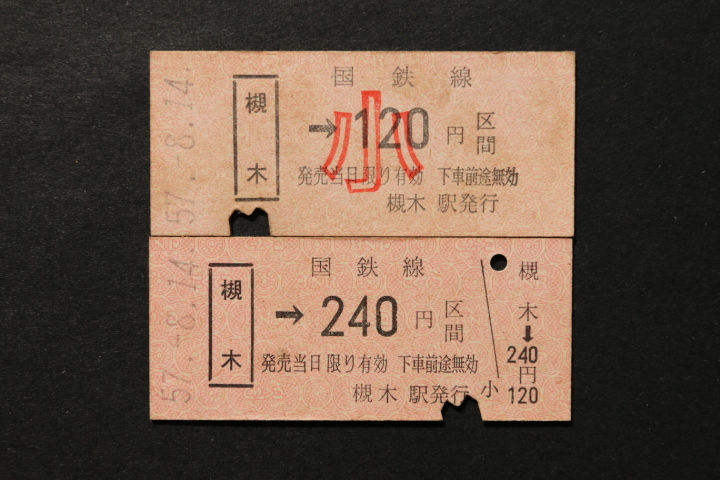 57.-8.14.
国鉄線
槻木
→120円区間
小
発売当日限り有効 下車前途無効
槻木 駅発行
57.-8.14.
国鉄線
槻木
→240円区間
発売当日限り有効 下車前途無効
槻木 駅発行
槻木→240円
小 120